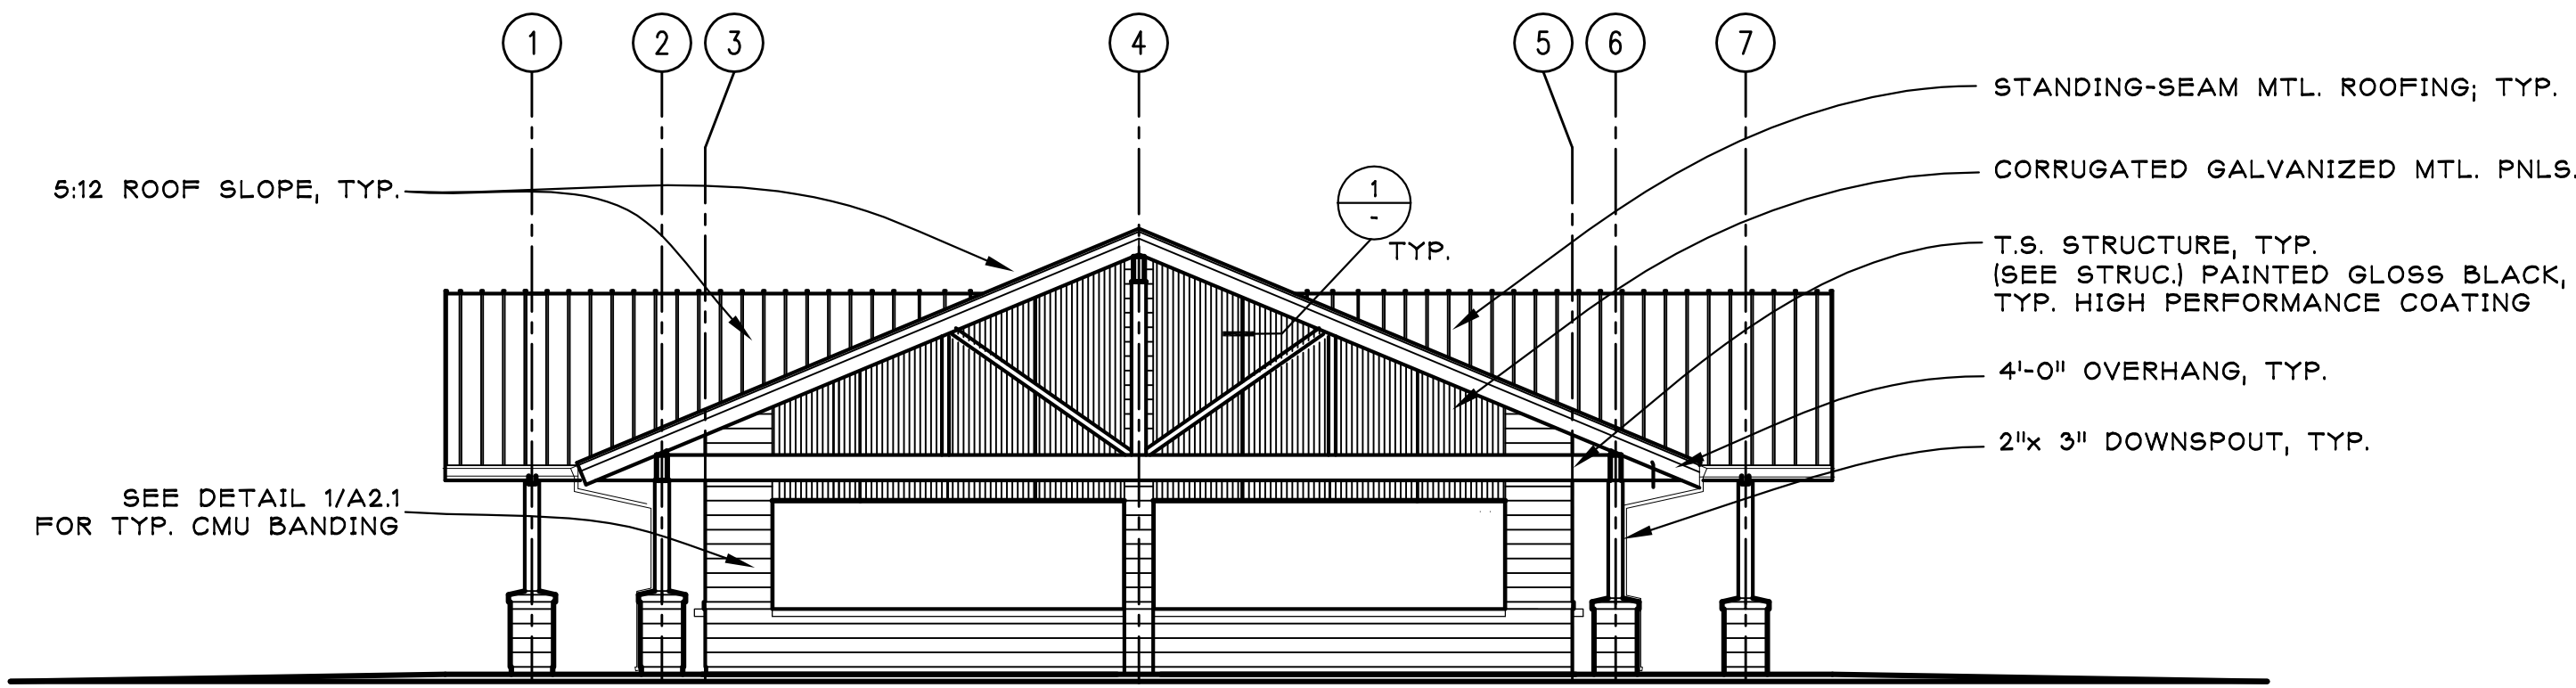 1 2 3 4 5 6 7
STANDING-SEAM MTL. ROOFING; TYP.
CORRUGATED GALVANIZED MTL. PNLS.
5:12 ROOF SLOPE, TYP.
1
-
TYP.
T.S. STRUCTURE, TYP.
(SEE STRUC.) PAINTED GLOSS BLACK,
TYP. HIGH PERFORMANCE COATING
4'-0" OVERHANG, TYP.
2"x 3" DOWNSPOUT, TYP.
SEE DETAIL 1/A2.1
FOR TYP. CMU BANDING